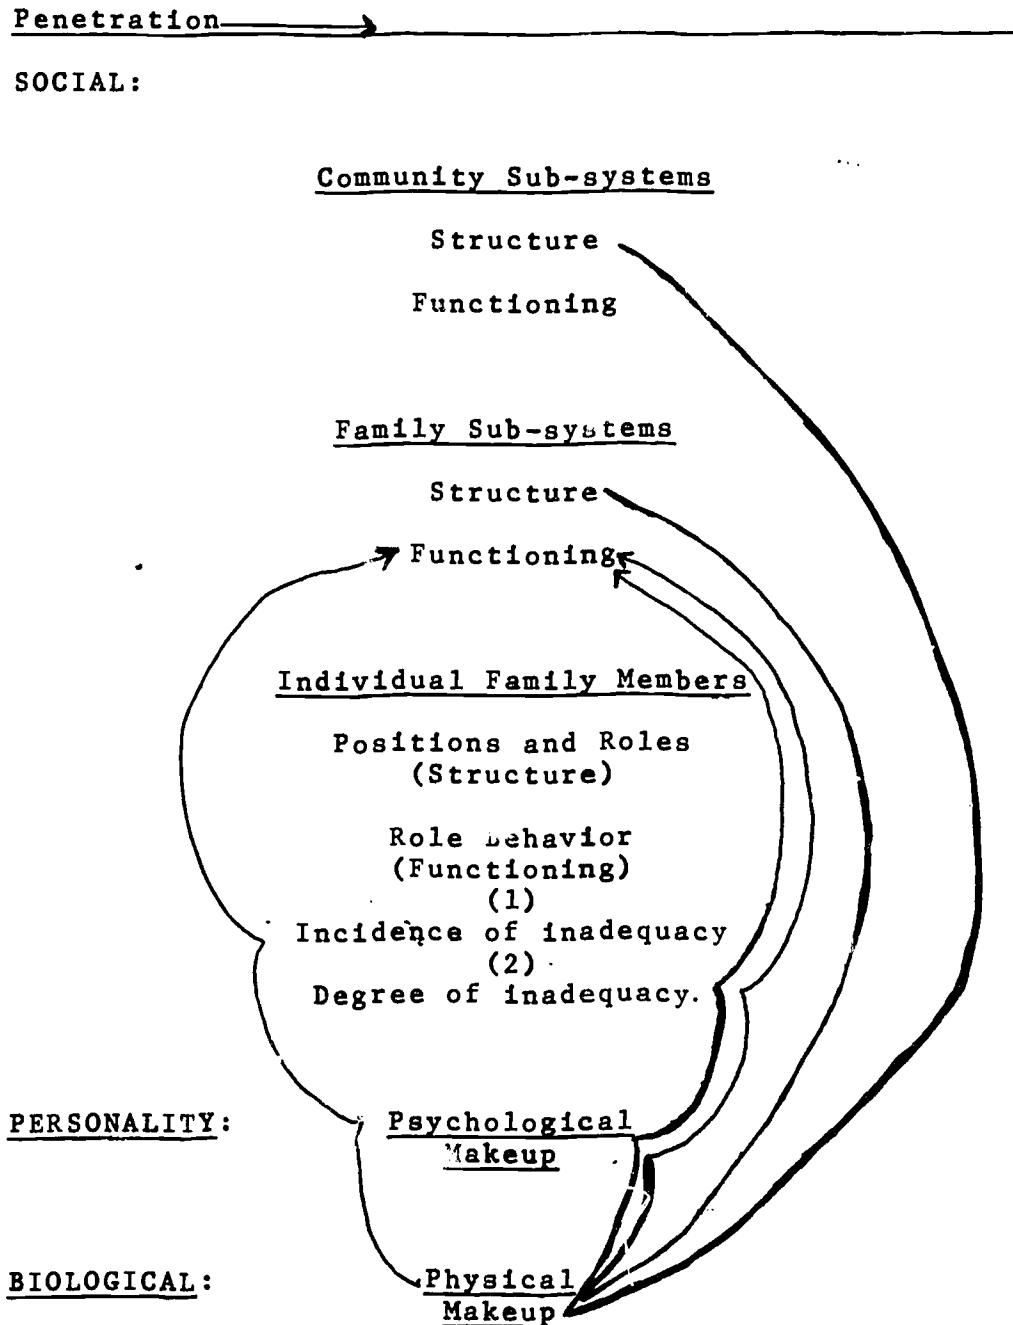 Penetration
SOCIAL:
Community Sub-systems
Structure
Functioning
Family Sub-systems
Structure
Functioning
Individual Family Members
Positions and Roles
(Structure)
Role Behavior
(Functioning)
(1)
Incidence of inadequacy
(2)
Degree of inadequacy.
PERSONALITY: Psychological
Makeup
BIOLOGICAL: Physical
Makeup